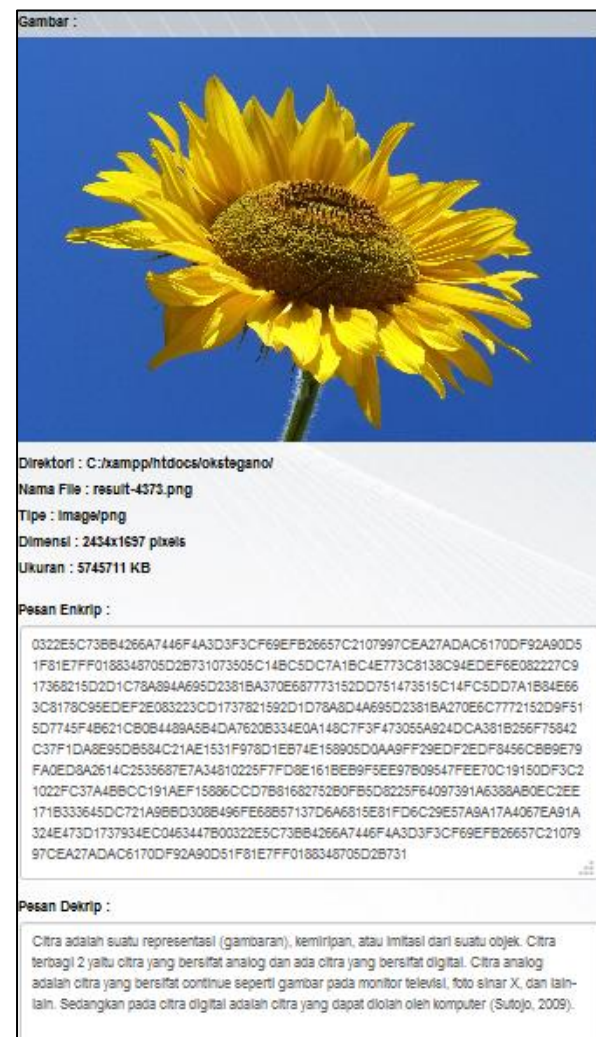 Gambar :
Direktori : C:/xampp/htdocs/okstegano/
Nama File : result-4373.png
Tipe : image/png
Dimensi : 2434x1697 pixels
Ukuran : 5745711 KB
Pesan Enkrip :
0322E5C73BB4266A7446F4A3D3F3CF69EFB26657C2107997CEA27ADAC6170DF92A90D5
1F81E7FF0188348705D2B731073505C14BC5DC7A1BC4E773C8138C94EDEF6E082227C9
17368215D2D1C78A894A695D2381BA370E687773152DD751473515C14FC5DD7A1B84E66
3C8178C95EDEF2E083223CD1737821592D1D78A8D4A695D2381BA270E6C7772152D9F51
5D7745F4B621CB0B4489A5B4DA7620B334E0A148C7F3F473055A924DCA381B256F75842
C37F1DA8E95DB584C21AE1531F978D1EB74E158905D0AA9FF29EDF2EDF8456CBB9E79
FA0ED8A2614C2535687E7A34810225F7FD8E161BEB9F5EE97B09547FEE70C19150DF3C2
1022FC37A4BBCC191AEF15886CCD7B81682752B0FB5D8225F64097391A6388AB0EC2EE
171B333645DC721A9BBD308B496FE68B57137D6A6815E81FD6C29E57A9A17A4067EA91A
324E473D1737934EC0463447B00322E5C73BB4266A7446F4A3D3F3CF69EFB26657C21079
97CEA27ADAC6170DF92A90D51F81E7FF0188348705D2B731
Pesan Dekrip :
Citra adalah suatu representasi (gambaran), kemiripan, atau imitasi dari suatu objek. Citra
terbagi 2 yaitu citra yang bersifat analog dan ada citra yang bersifat digital. Citra analog
adalah citra yang bersifat continue seperti gambar pada monitor televisi, foto sinar X, dan lain-
lain. Sedangkan pada citra digital adalah citra yang dapat diolah oleh komputer (Sutojo, 2009).